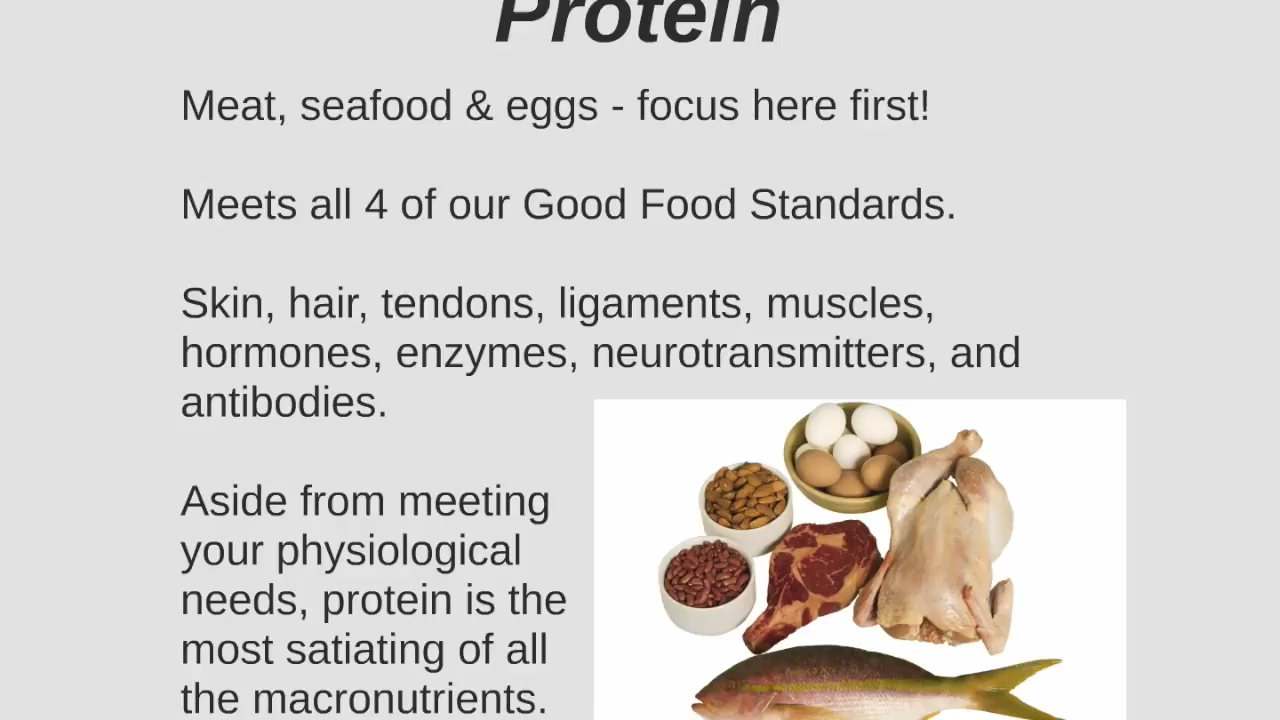 Protein
Meat, seafood & eggs - focus here first!
Meets all 4 of our Good Food Standards.
Skin, hair, tendons, ligaments, muscles,
hormones, enzymes, neurotransmitters, and
antibodies.
Aside from meeting
your physiological
needs, protein is the
most satiating of all
the macronutrients.